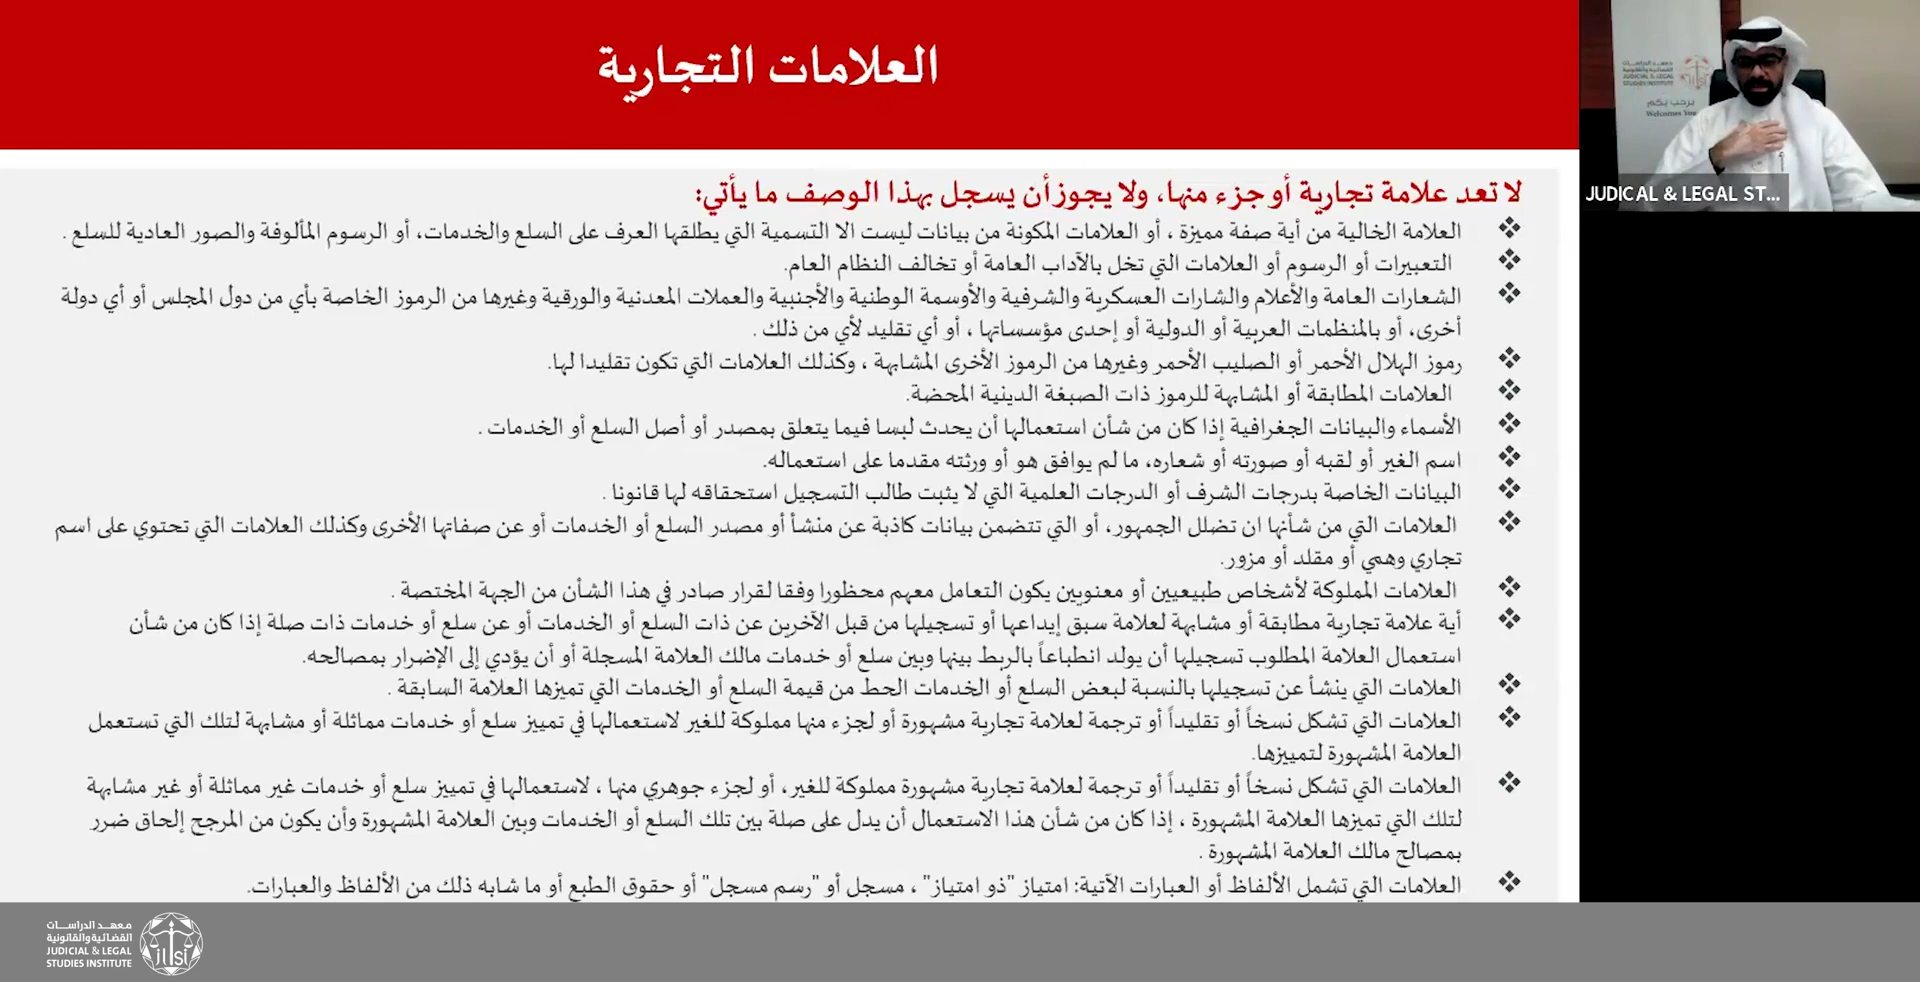 العلامات التجارية
لا تعد علامة تجارية أو جزء منها، ولا يجوز أن يسجل بهذا الوصف ما يأتي:
❖ العلامة الخالية من أية صفة مميزة ، أو العلامات المكونة من بيانات ليست الا التسمية التي يطلقها العرف على السلع والخدمات، أو الرسوم المألوفة والصور العادية للسلع .
❖ التعبيرات أو الرسوم أو العلامات التي تخل بالآداب العامة أو تخالف النظام العام.
❖ الشعارات العامة والأعلام والشارات العسكرية والشرفية والأوسمة الوطنية والأجنبية والعملات المعدنية والورقية وغيرها من الرموز الخاصة بأي من دول المجلس أو أي دولة
أخرى، أو بالمنظمات العربية أو الدولية أو إحدى مؤسساتها ، أو أي تقليد لأي من ذلك .
❖ رموز الهلال الأحمر أو الصليب الأحمر وغيرها من الرموز الأخرى المشابهة ، وكذلك العلامات التي تكون تقليدا لها.
❖ العلامات المطابقة أو المشابهة للرموز ذات الصبغة الدينية المحضة.
❖ الأسماء والبيانات الجغرافية إذا كان من شأن استعمالها أن يحدث لبسا فيما يتعلق بمصدر أو أصل السلع أو الخدمات .
❖ اسم الغير أو لقبه أو صورته أو شعاره، ما لم يوافق هو أو ورثته مقدما على استعماله.
❖ البيانات الخاصة بدرجات الشرف أو الدرجات العلمية التي لا يثبت طالب التسجيل استحقاقه لها قانونا .
❖ العلامات التي من شأنها ان تضلل الجمهور، أو التي تتضمن بيانات كاذبة عن منشأ أو مصدر السلع أو الخدمات أو عن صفاتها الأخرى وكذلك العلامات التي تحتوي على اسم
تجاري وهمي أو مقلد أو مزور.
❖ العلامات المملوكة لأشخاص طبيعيين أو معنويين يكون التعامل معهم محظورا وفقا لقرار صادر في هذا الشأن من الجهة المختصة .
❖ أية علامة تجارية مطابقة أو مشابهة لعلامة سبق إيداعها أو تسجيلها من قبل الآخرين عن ذات السلع أو الخدمات أو عن سلع أو خدمات ذات صلة إذا كان من شأن
استعمال العلامة المطلوب تسجيلها أن يولد انطباعاً بالربط بينها وبين سلع أو خدمات مالك العلامة المسجلة أو أن يؤدي إلى الإضرار بمصالحه.
❖ العلامات التي ينشأ عن تسجيلها بالنسبة لبعض السلع أو الخدمات الحط من قيمة السلع أو الخدمات التي تميزها العلامة السابقة .
❖ العلامات التي تشكل نسخاً أو تقليداً أو ترجمة لعلامة تجارية مشهورة أو لجزء منها مملوكة للغير لاستعمالها في تمييز سلع أو خدمات مماثلة أو مشابهة لتلك التي تستعمل
العلامة المشهورة لتمييزها.
❖ العلامات التي تشكل نسخاً أو تقليداً أو ترجمة لعلامة تجارية مشهورة مملوكة للغير، أو لجزء جوهري منها ، لاستعمالها في تمييز سلع أو خدمات غير مماثلة أو غير مشابهة
لتلك التي تميزها العلامة المشهورة ، إذا كان من شأن هذا الاستعمال أن يدل على صلة بين تلك السلع أو الخدمات وبين العلامة المشهورة وأن يكون من المرجح إلحاق ضرر
بمصالح مالك العلامة المشهورة .
❖ العلامات التي تشمل الألفاظ أو العبارات الآتية: امتياز "ذو امتياز" ، مسجل أو "رسم مسجل" أو حقوق الطبع أو ما شابه ذلك من الألفاظ والعبارات.
معهد الدراسات
القضائية والقانونية
JUDICIAL & LEGAL
STUDIES INSTITUTE
نرحب بكم
Welcomes You
JUDICAL & LEGAL ST...
معهد الدراسات
القضائية والقانونية
JUDICIAL & LEGAL
STUDIES INSTITUTE
jlsi